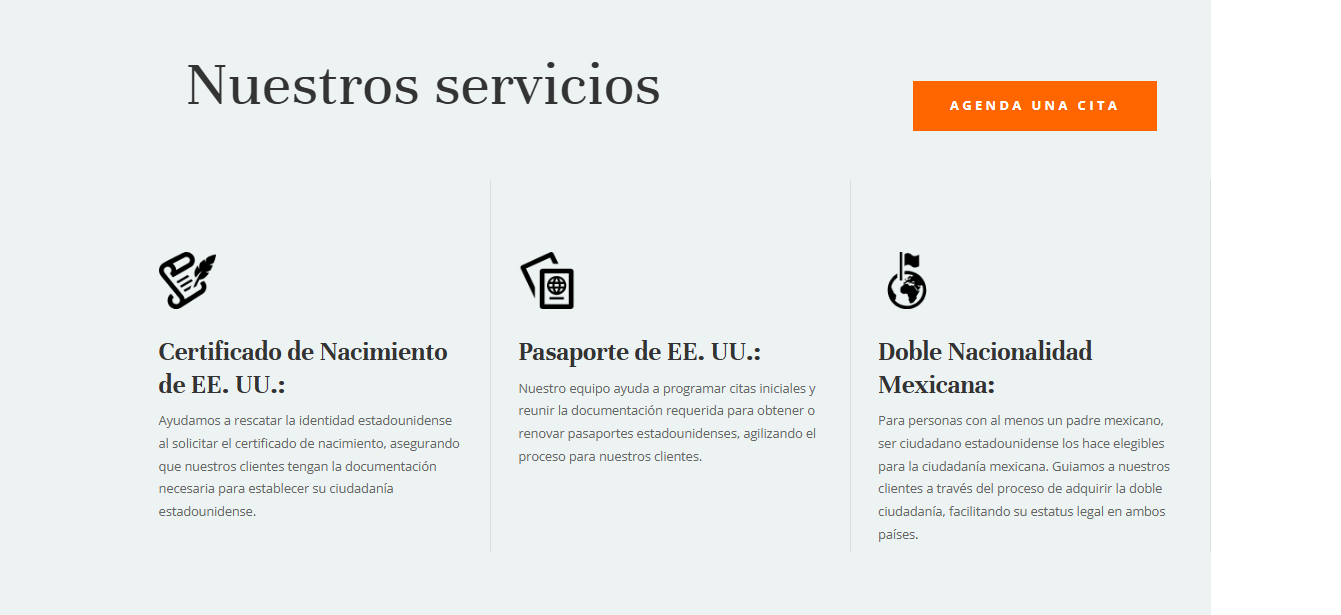 Nuestros servicios
AGENDA UNA CITA
Certificado de Nacimiento
de EE. UU.:
Ayudamos a rescatar la identidad estadounidense
al solicitar el certificado de nacimiento, asegurando
que nuestros clientes tengan la documentación
necesaria para establecer su ciudadanía
estadounidense.
Pasaporte de EE. UU.:
Nuestro equipo ayuda a programar citas iniciales y
reunir la documentación requerida para obtener o
renovar pasaportes estadounidenses, agilizando el
proceso para nuestros clientes.
Doble Nacionalidad
Mexicana:
Para personas con al menos un padre mexicano,
ser ciudadano estadounidense los hace elegibles
para la ciudadanía mexicana. Guiamos a nuestros
clientes a través del proceso de adquirir la doble
ciudadanía, facilitando su estatus legal en ambos
países.